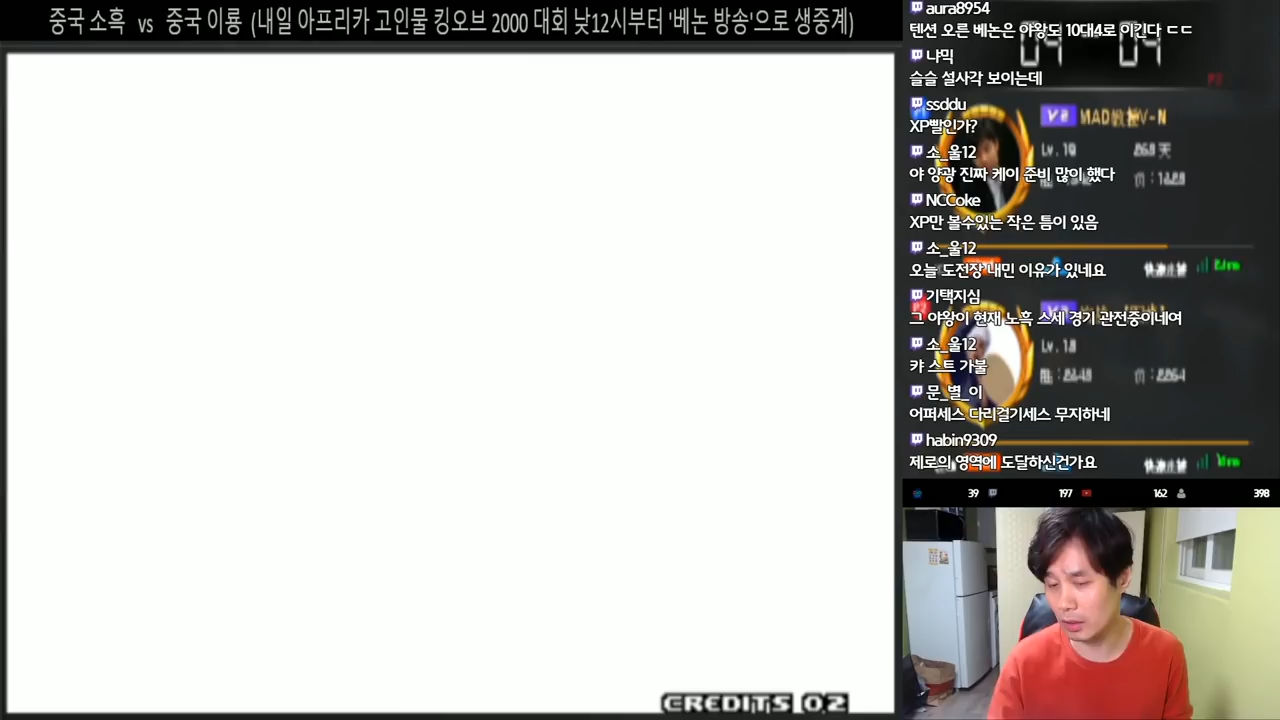 중국 소흑 vs 중국 이룡 (내일 아프리카 고인물 킹오브 2000 대회 낮12시부터 '베논 방송'으로 생중계)
aura8954
텐션 오른 베논은 야왕도 10대4로 이긴다 ㄷㄷ
04 - 04
냐믹
슬슬 설사각 보이는데
P2
ssddu
XP빨인가?
소_울12
Lv.19
야 양광 진짜 케이 준비 많이 했다
NCCoke
XP만 볼수있는 작은 틈이 있음
소_울12
오늘 도전장 내민 이유가 있네요
기택지심
그 야왕이 현재 노흑 스세 경기 관전중이네여
소_울12
Lv.18
캬 스트 가불
문_별_이
어퍼세스 다리걸기세스 무지하네
habin9309
제로의 영역에 도달하신건가요
39 197 162 398
CREDITS 02